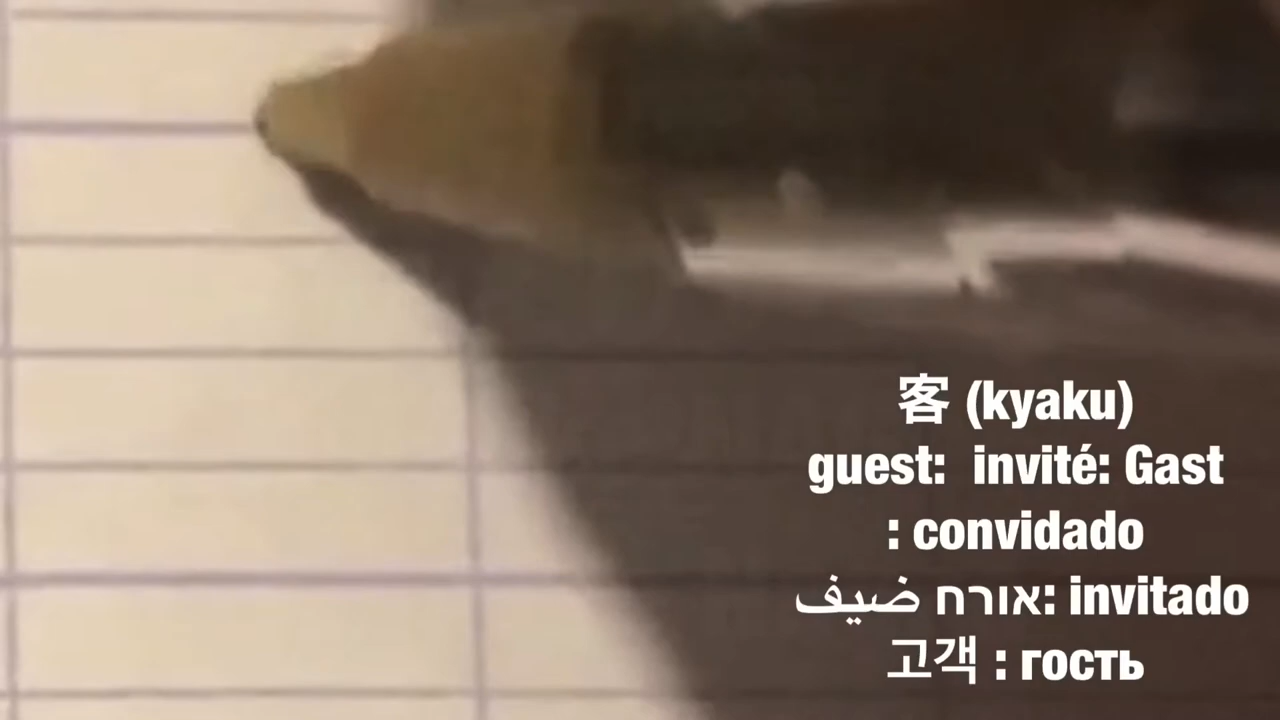 客 (kyaku)
guest:  invité: Gast
: convidado
ضيف אורח: invitado
고객 : гость